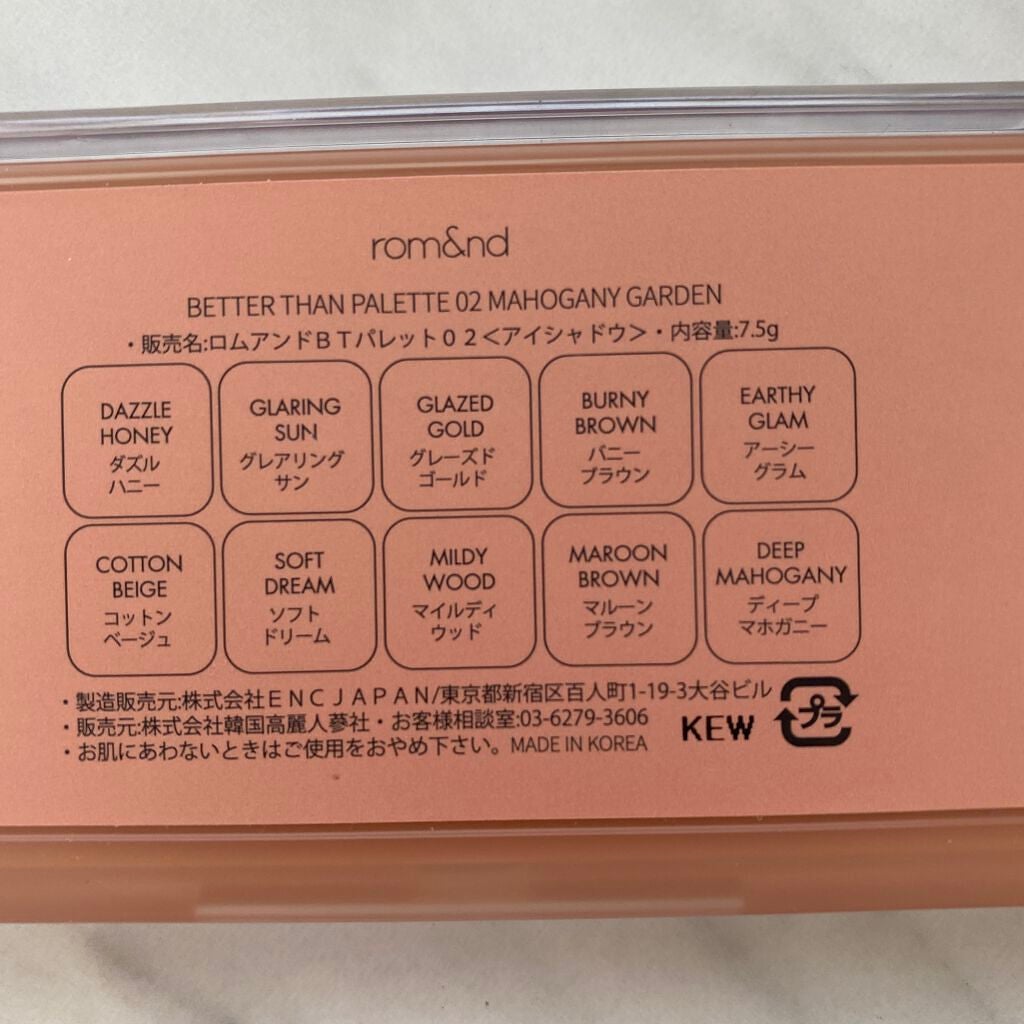 rom&nd
BETTER THAN PALETTE 02 MAHOGANY GARDEN
・販売名:ロムアンドＢＴパレット０２＜アイシャドウ＞・内容量:7.5g
DAZZLE
HONEY
ダズル
ハニー
GLARING
SUN
グレアリング
サン
GLAZED
GOLD
グレーズド
ゴールド
BURNY
BROWN
バニー
ブラウン
EARTHY
GLAM
アーシー
グラム
COTTON
BEIGE
コットン
ベージュ
SOFT
DREAM
ソフト
ドリーム
MILDY
WOOD
マイルディ
ウッド
MAROON
BROWN
マルーン
ブラウン
DEEP
MAHOGANY
ディープ
マホガニー
・製造販売元:株式会社ＥＮＣＪＡＰＡＮ/東京都新宿区百人町1-19-3大谷ビル
・販売元:株式会社韓国高麗人蔘社・お客様相談室:03-6279-3606
・お肌にあわないときはご使用をおやめ下さい。MADE IN KOREA
KEW
プラ